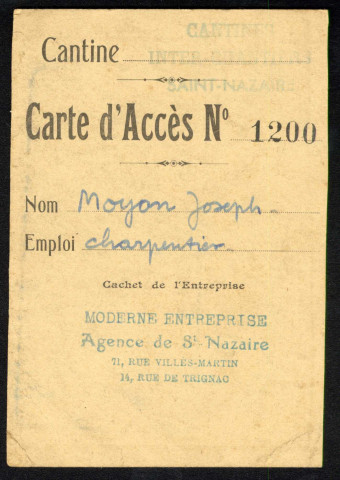 CANTINES
Cantine
SAINT-NAZAIRE
Carte d'Accès N° 1200
Nom Moyon Joseph
Emploi charpentier
Cachet de l'Entreprise
MODERNE ENTREPRISE
Agence de St-Nazaire
71, RUE VILLES-MARTIN
14, RUE DE TRIGNAC